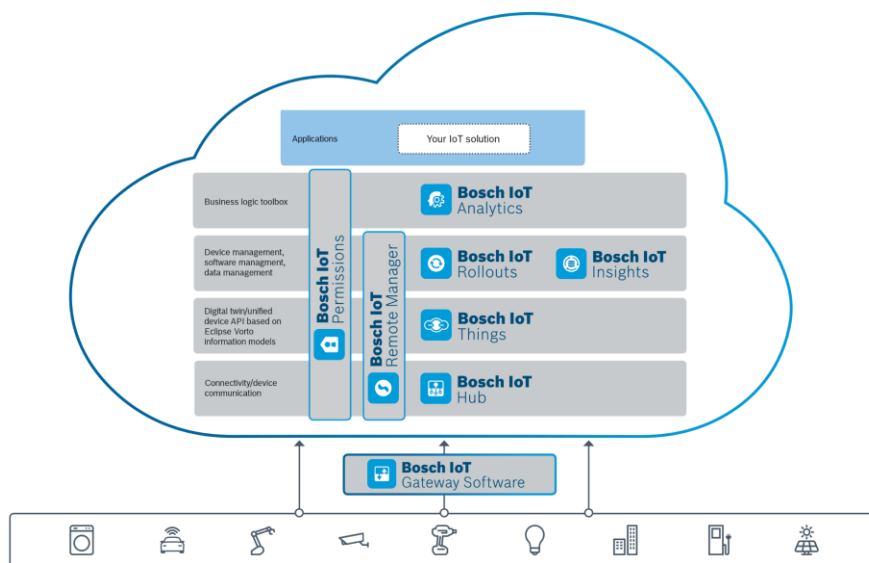 Applications
Your IoT solution
Business logic toolbox
Bosch IoT
Analytics
Device management,
software managment,
data management
Bosch IoT
Rollouts
Bosch IoT
Insights
Digital twin/unified
device API based on
Eclipse Vorto
information models
Bosch IoT
Things
Connectivity/device
communication
Bosch IoT
Hub
Bosch IoT
Permissions
Bosch IoT
Remote Manager
Bosch IoT
Gateway Software